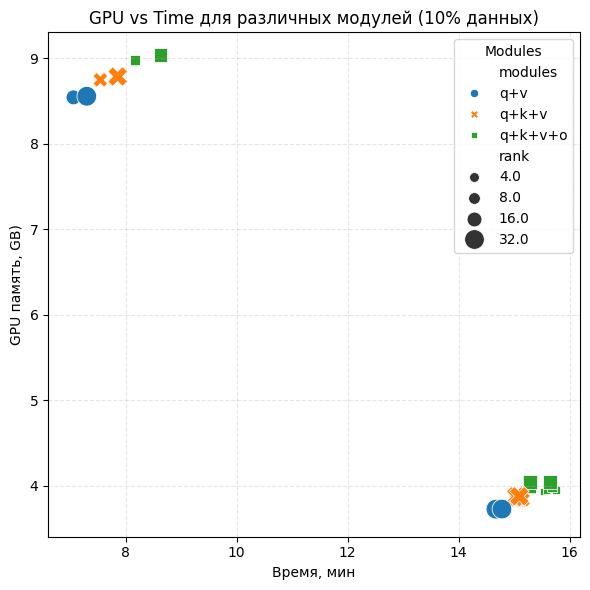 GPU vs Time для различных модулей (10% данных)
GPU память, GB)
9
8
7
6
5
4
8
10
12
14
16
Время, мин
Modules
modules
q+v
q+k+v
q+k+v+o
rank
4.0
8.0
16.0
32.0